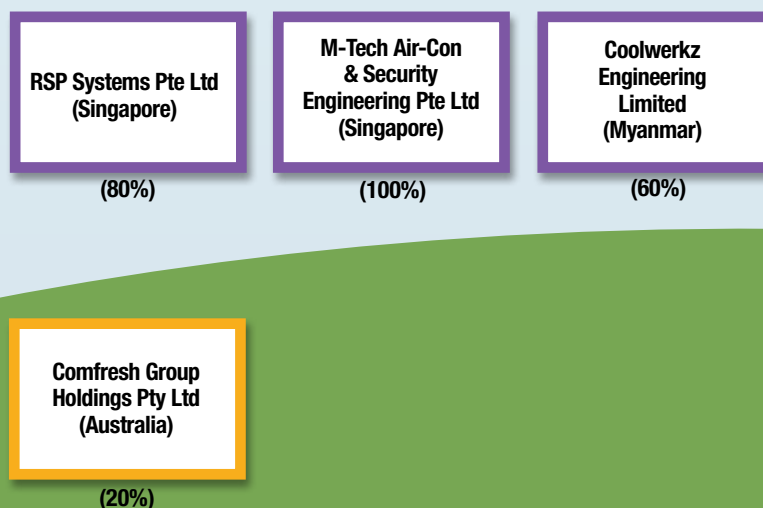 RSP Systems Pte Ltd
(Singapore)
(80%)
M-Tech Air-Con
& Security
Engineering Pte Ltd
(Singapore)
(100%)
Coolwerkz
Engineering
Limited
(Myanmar)
(60%)
Comfresh Group
Holdings Pty Ltd
(Australia)
(20%)